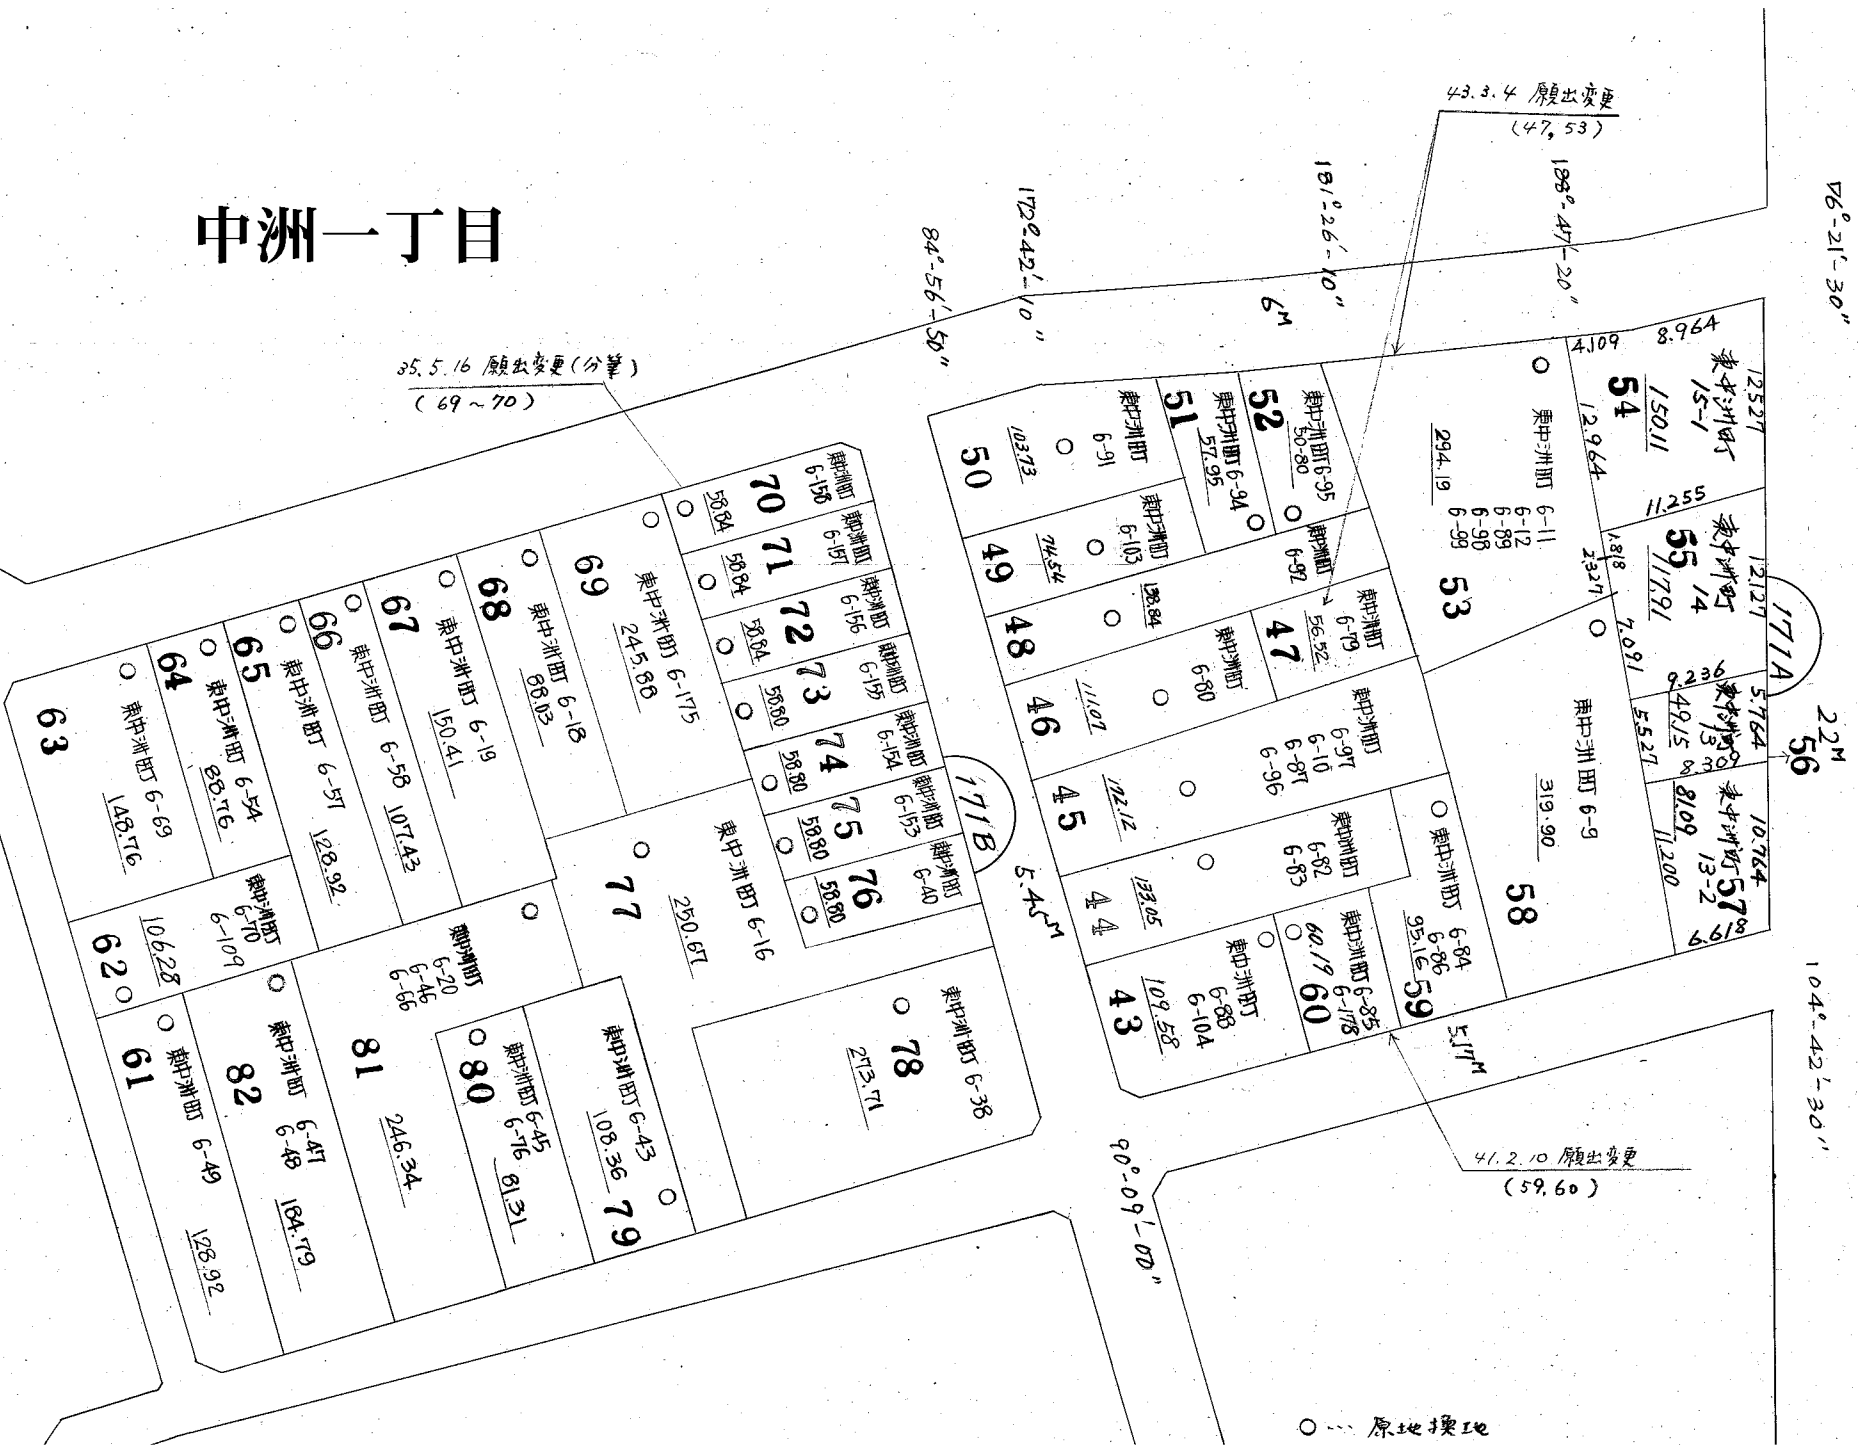 中洲一丁目
43.3.4 願出変更
(47, 53)
35.5.16 願出変更(分筆)
(69~70)
41.2.10 願出変更
(59.60)
76°-21'-30"
188°-47'-20"
181°-26'-10"
172°-42'-10"
84°-56'-50"
104°-42'-30"
90°-09'-00"
6M
22M
5.45M
5.17M
171A
171B
54
東中洲町
15-1
150.11
12.527
8.964
4.109
12.964
11.255
55
東中洲町
14
117.91
12.127
1.818
2.327
7.091
9.236
56
東中洲町
13
49.15
5.764
8.309
5.527
57
東中洲町
13-2
81.09
10.764
11.200
6.618
53
東中洲町 6-11
6-12
6-89
6-98
6-99
294.19
58
東中洲町 6-9
319.90
52
東中洲町 6-95
50.80
51
東中洲町 6-94
57.95
50
東中洲町
6-91
103.73
49
東中洲町
6-103
74.54
48
東中洲町
6-92
138.84
47
東中洲町
6-79
56.52
46
東中洲町
6-80
111.07
45
東中洲町
6-97
6-10
6-87
6-96
172.12
44
東中洲町
6-82
6-83
133.05
43
東中洲町
6-88
6-104
109.58
59
東中洲町 6-84
6-86
95.16
60
東中洲町 6-85
6-178
60.19
70
東中洲町
6-158
58.84
71
東中洲町
6-157
58.84
72
東中洲町
6-156
58.84
73
東中洲町
6-155
58.80
74
東中洲町
6-154
58.80
75
東中洲町
6-153
58.80
76
東中洲町
6-40
58.80
69
東中洲町 6-175
245.88
68
東中洲町 6-18
88.03
67
東中洲町 6-19
150.41
66
東中洲町 6-58
107.43
65
東中洲町 6-57
128.92
64
東中洲町 6-54
88.76
63
東中洲町 6-69
148.76
62
東中洲町
6-70
6-109
106.28
61
東中洲町 6-49
128.92
82
東中洲町 6-47
6-48
184.79
81
東中洲町
6-20
6-46
6-66
246.34
80
東中洲町 6-45
6-76
81.31
79
東中洲町 6-43
108.36
77
東中洲町 6-16
250.67
78
東中洲町 6-38
273.71
○… 原地換地